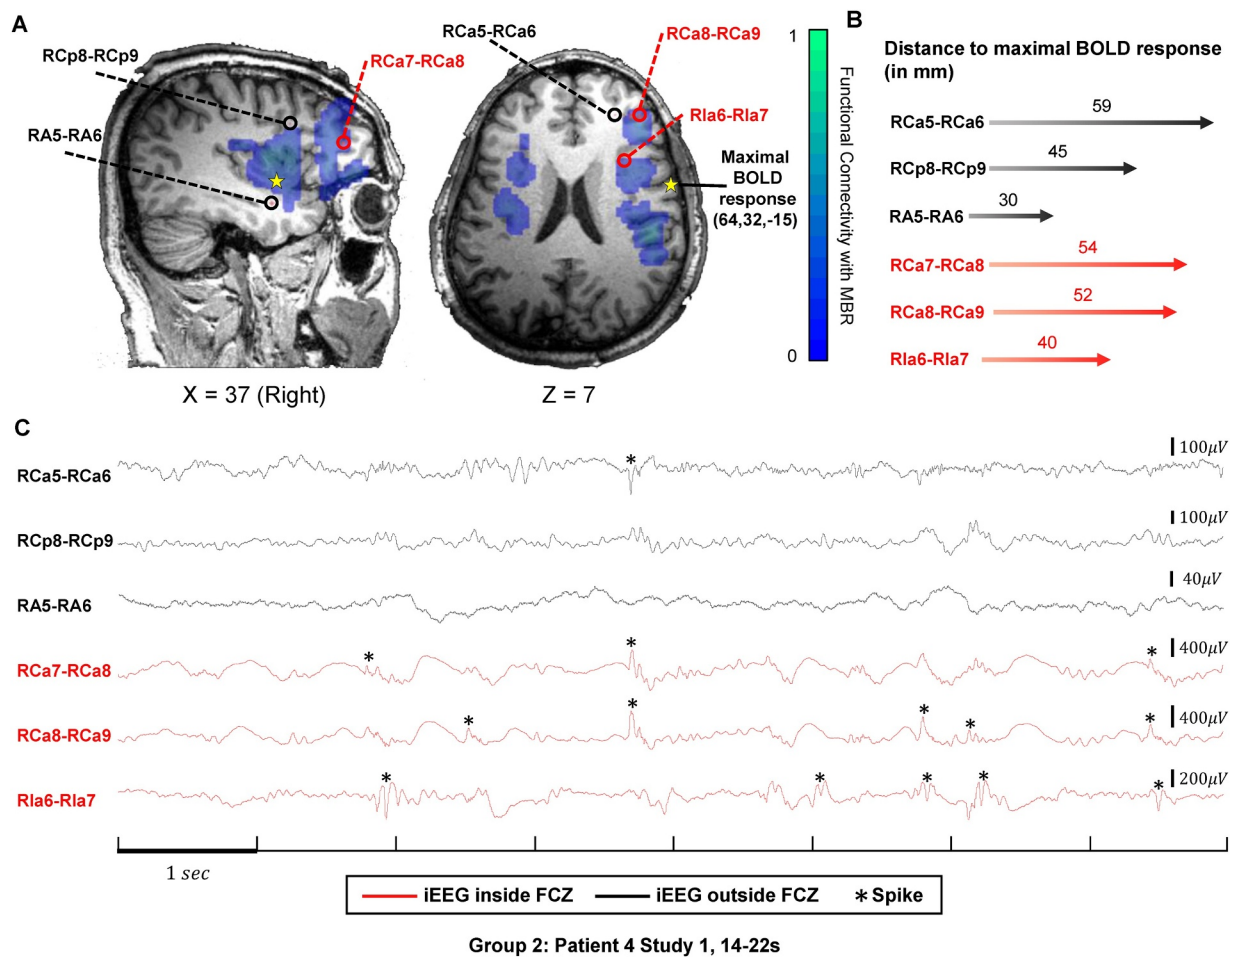 A
RCp8-RCp9
RA5-RA6
RCa7-RCa8
X = 37 (Right)
RCa5-RCa6
RCa8-RCa9
RIa6-RIa7
Maximal
BOLD
response
(64,32,-15)
Z = 7
1
0
Functional Connectivity with MBR
B
Distance to maximal BOLD response
(in mm)
RCa5-RCa6 59
RCp8-RCp9 45
RA5-RA6 30
RCa7-RCa8 54
RCa8-RCa9 52
RIa6-RIa7 40
C
RCa5-RCa6 * 100μV
RCp8-RCp9 100μV
RA5-RA6 40μV
RCa7-RCa8 * * * 400μV
RCa8-RCa9 * * * * * 400μV
RIa6-RIa7 * * * * * 200μV
1 sec
iEEG inside FCZ iEEG outside FCZ * Spike
Group 2: Patient 4 Study 1, 14-22s